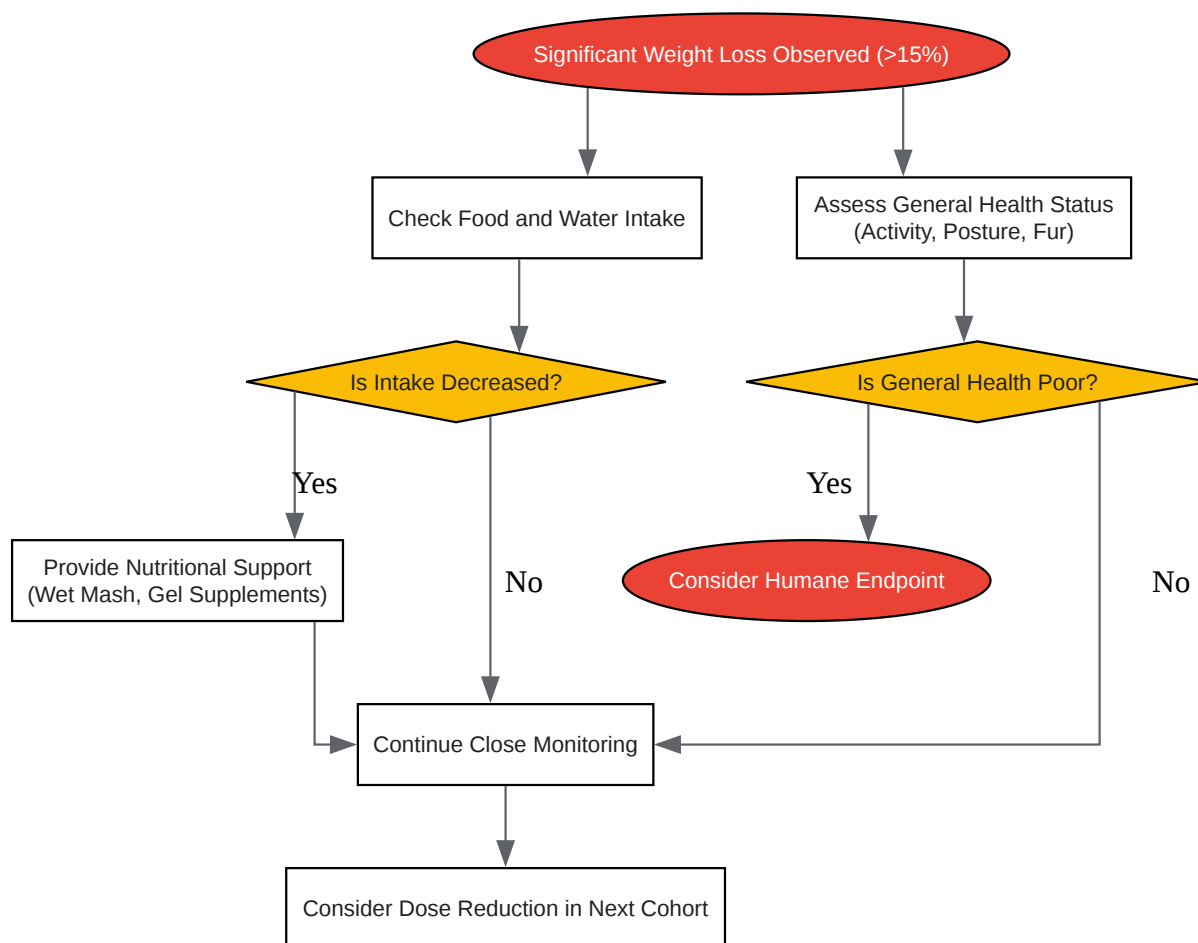 Significant Weight Loss Observed (>15%)
Check Food and Water Intake
Assess General Health Status
(Activity, Posture, Fur)
Is Intake Decreased?
Is General Health Poor?
Yes
Yes
Provide Nutritional Support
(Wet Mash, Gel Supplements)
No
Consider Humane Endpoint
No
Continue Close Monitoring
Consider Dose Reduction in Next Cohort